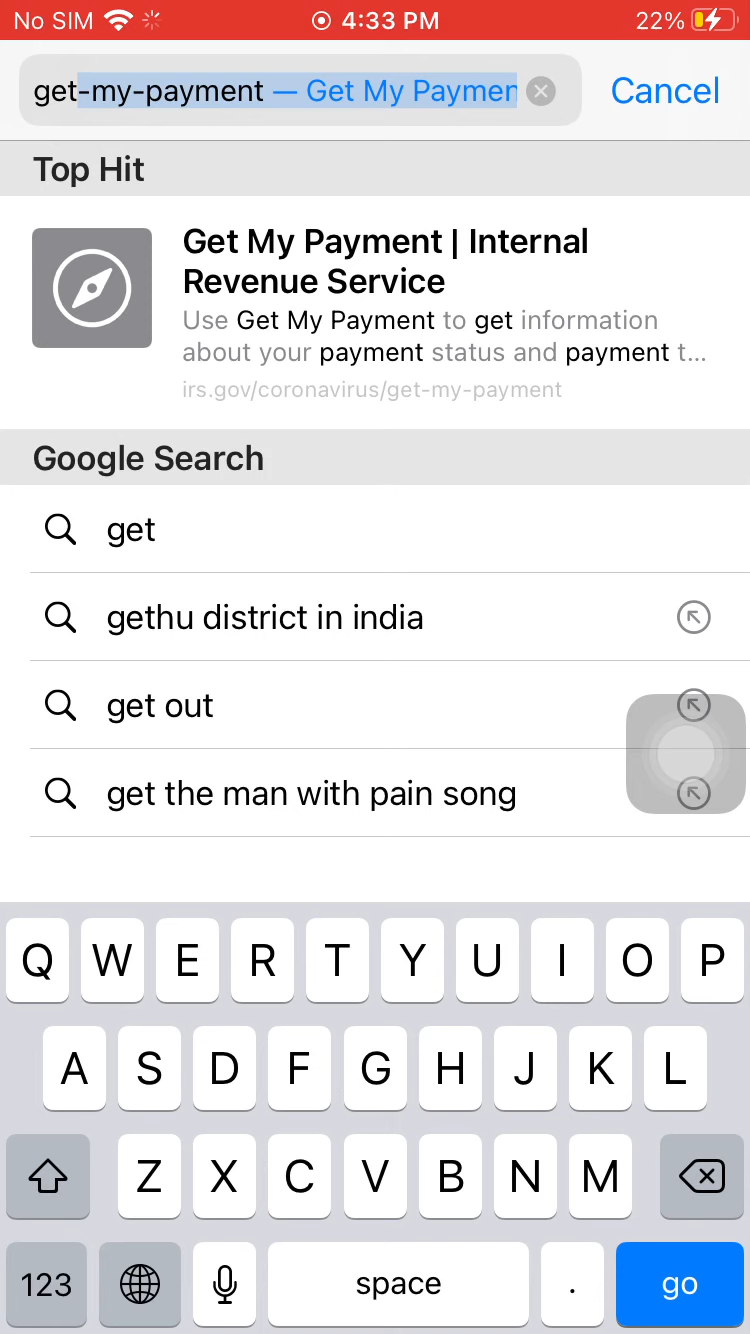 No SIM 4:33 PM 22%
get-my-payment — Get My Paymen Cancel
Top Hit
Get My Payment | Internal
Revenue Service
Use Get My Payment to get information
about your payment status and payment t...
irs.gov/coronavirus/get-my-payment
Google Search
get
gethu district in india
get out
get the man with pain song
Q W E R T Y U I O P
A S D F G H J K L
Z X C V B N M
123 space . go